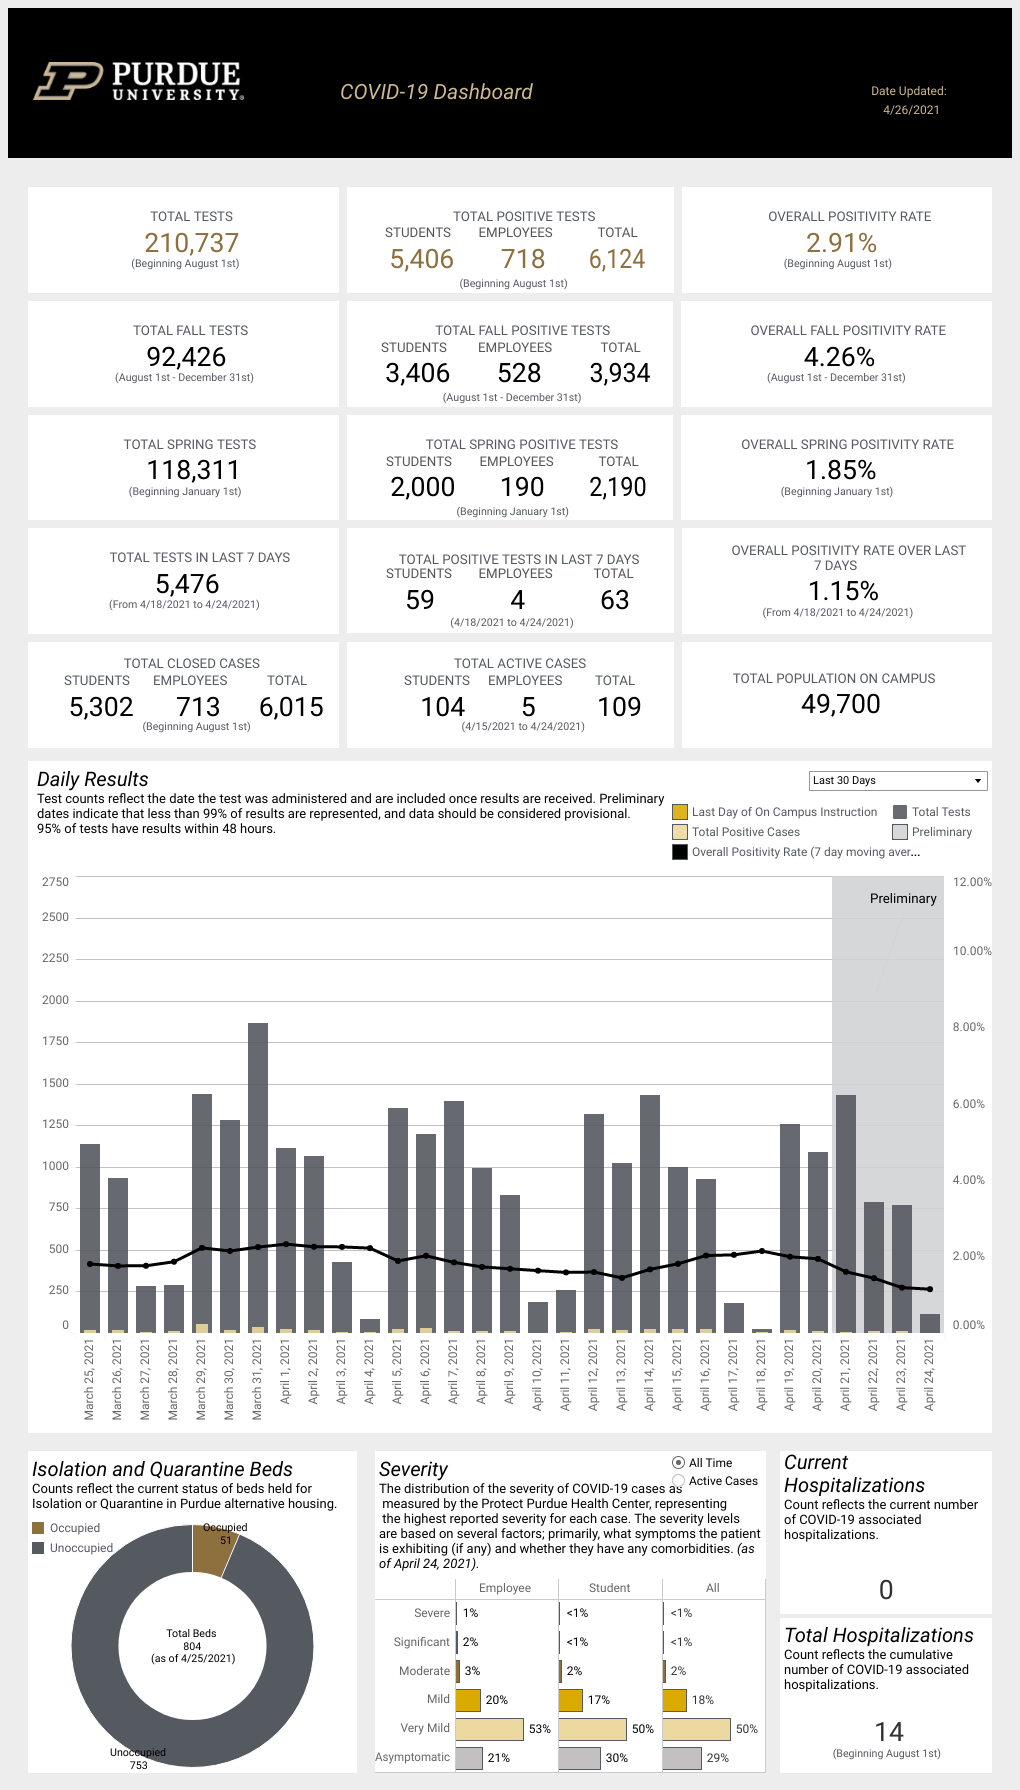 PURDUE
UNIVERSITY®
COVID-19 Dashboard
Date Updated:
4/26/2021
TOTAL TESTS
210,737
(Beginning August 1st)
TOTAL POSITIVE TESTS
STUDENTS EMPLOYEES TOTAL
5,406 718 6,124
(Beginning August 1st)
OVERALL POSITIVITY RATE
2.91%
(Beginning August 1st)
TOTAL FALL TESTS
92,426
(August 1st - December 31st)
TOTAL FALL POSITIVE TESTS
STUDENTS EMPLOYEES TOTAL
3,406 528 3,934
(August 1st - December 31st)
OVERALL FALL POSITIVITY RATE
4.26%
(August 1st - December 31st)
TOTAL SPRING TESTS
118,311
(Beginning January 1st)
TOTAL SPRING POSITIVE TESTS
STUDENTS EMPLOYEES TOTAL
2,000 190 2,190
(Beginning January 1st)
OVERALL SPRING POSITIVITY RATE
1.85%
(Beginning January 1st)
TOTAL TESTS IN LAST 7 DAYS
5,476
(From 4/18/2021 to 4/24/2021)
TOTAL POSITIVE TESTS IN LAST 7 DAYS
STUDENTS EMPLOYEES TOTAL
59 4 63
(4/18/2021 to 4/24/2021)
OVERALL POSITIVITY RATE OVER LAST
7 DAYS
1.15%
(From 4/18/2021 to 4/24/2021)
TOTAL CLOSED CASES
STUDENTS EMPLOYEES TOTAL
5,302 713 6,015
(Beginning August 1st)
TOTAL ACTIVE CASES
STUDENTS EMPLOYEES TOTAL
104 5 109
(4/15/2021 to 4/24/2021)
TOTAL POPULATION ON CAMPUS
49,700
Daily Results
Test counts reflect the date the test was administered and are included once results are received. Preliminary
dates indicate that less than 99% of results are represented, and data should be considered provisional.
95% of tests have results within 48 hours.
Last 30 Days
Last Day of On Campus Instruction
Total Tests
Total Positive Cases
Preliminary
Overall Positivity Rate (7 day moving aver...
2750
2500
2250
2000
1750
1500
1250
1000
750
500
250
0
Preliminary
12.00%
10.00%
8.00%
6.00%
4.00%
2.00%
0.00%
March 25, 2021
March 26, 2021
March 27, 2021
March 28, 2021
March 29, 2021
March 30, 2021
March 31, 2021
April 1, 2021
April 2, 2021
April 3, 2021
April 4, 2021
April 5, 2021
April 6, 2021
April 7, 2021
April 8, 2021
April 9, 2021
April 10, 2021
April 11, 2021
April 12, 2021
April 13, 2021
April 14, 2021
April 15, 2021
April 16, 2021
April 17, 2021
April 18, 2021
April 19, 2021
April 20, 2021
April 21, 2021
April 22, 2021
April 23, 2021
April 24, 2021
Isolation and Quarantine Beds
Counts reflect the current status of beds held for
Isolation or Quarantine in Purdue alternative housing.
Occupied
Unoccupied
Occupied
51
Total Beds
804
(as of 4/25/2021)
Unoccupied
753
Severity
All Time
Active Cases
The distribution of the severity of COVID-19 cases as
measured by the Protect Purdue Health Center, representing
the highest reported severity for each case. The severity levels
are based on several factors; primarily, what symptoms the patient
is exhibiting (if any) and whether they have any comorbidities. (as
of April 24, 2021).
Employee Student All
Severe 1% <1% <1%
Significant 2% <1% <1%
Moderate 3% 2% 2%
Mild 20% 17% 18%
Very Mild 53% 50% 50%
Asymptomatic 21% 30% 29%
Current
Hospitalizations
Count reflects the current number
of COVID-19 associated
hospitalizations.
0
Total Hospitalizations
Count reflects the cumulative
number of COVID-19 associated
hospitalizations.
14
(Beginning August 1st)